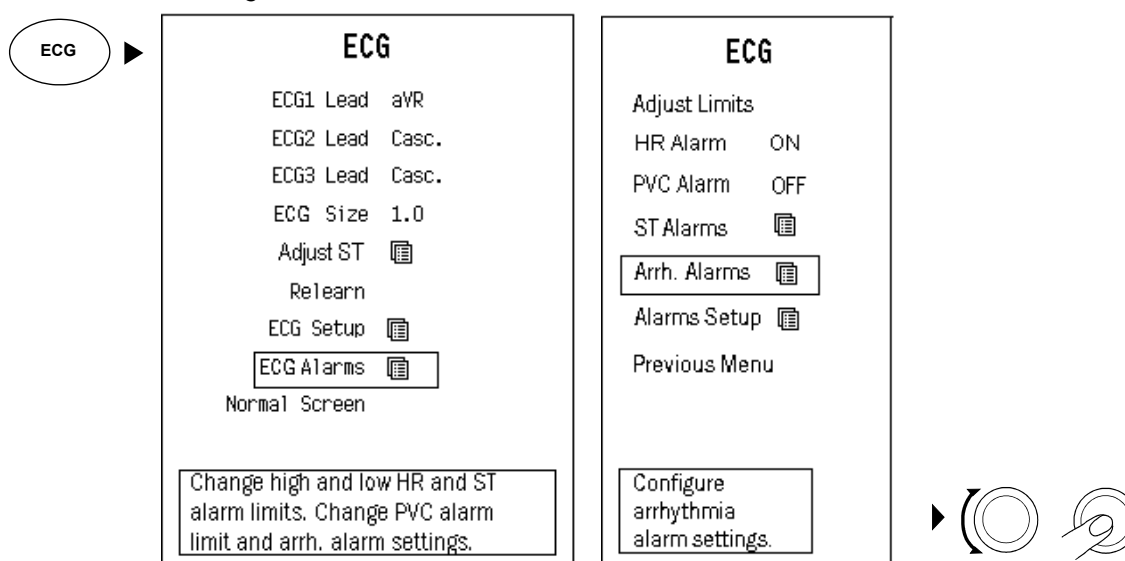 ECG
ECG
ECG1 Lead aVR
ECG2 Lead Casc.
ECG3 Lead Casc.
ECG Size 1.0
Adjust ST
Relearn
ECG Setup
ECG Alarms
Normal Screen
Change high and low HR and ST
alarm limits. Change PVC alarm
limit and arrh. alarm settings.
ECG
Adjust Limits
HR Alarm ON
PVC Alarm OFF
ST Alarms
Arrh. Alarms
Alarms Setup
Previous Menu
Configure
arrhythmia
alarm settings.